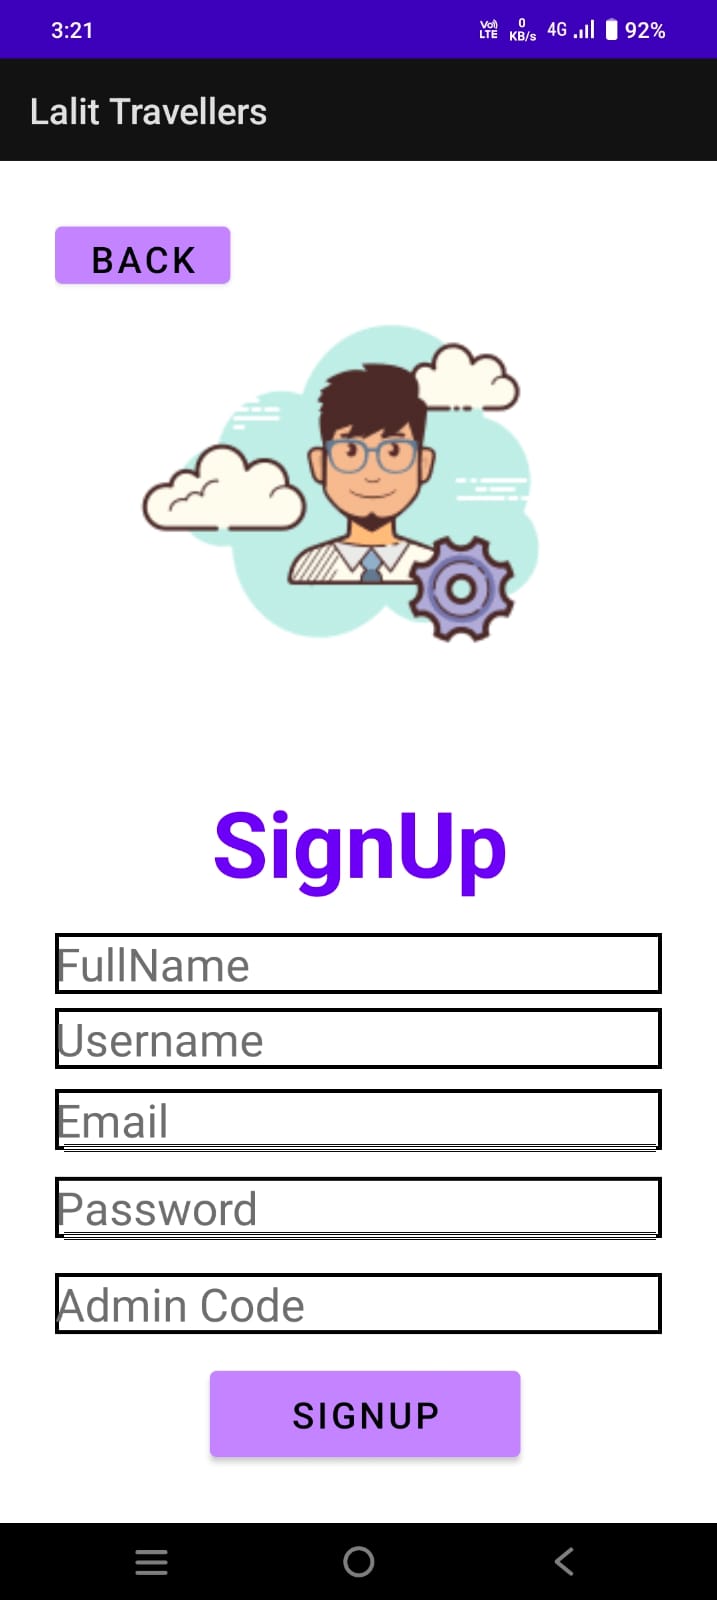 3:21 Vo) LTE 0 KB/s 4G 92%
Lalit Travellers
BACK
SignUp
FullName
Username
Email
Password
Admin Code
SIGNUP